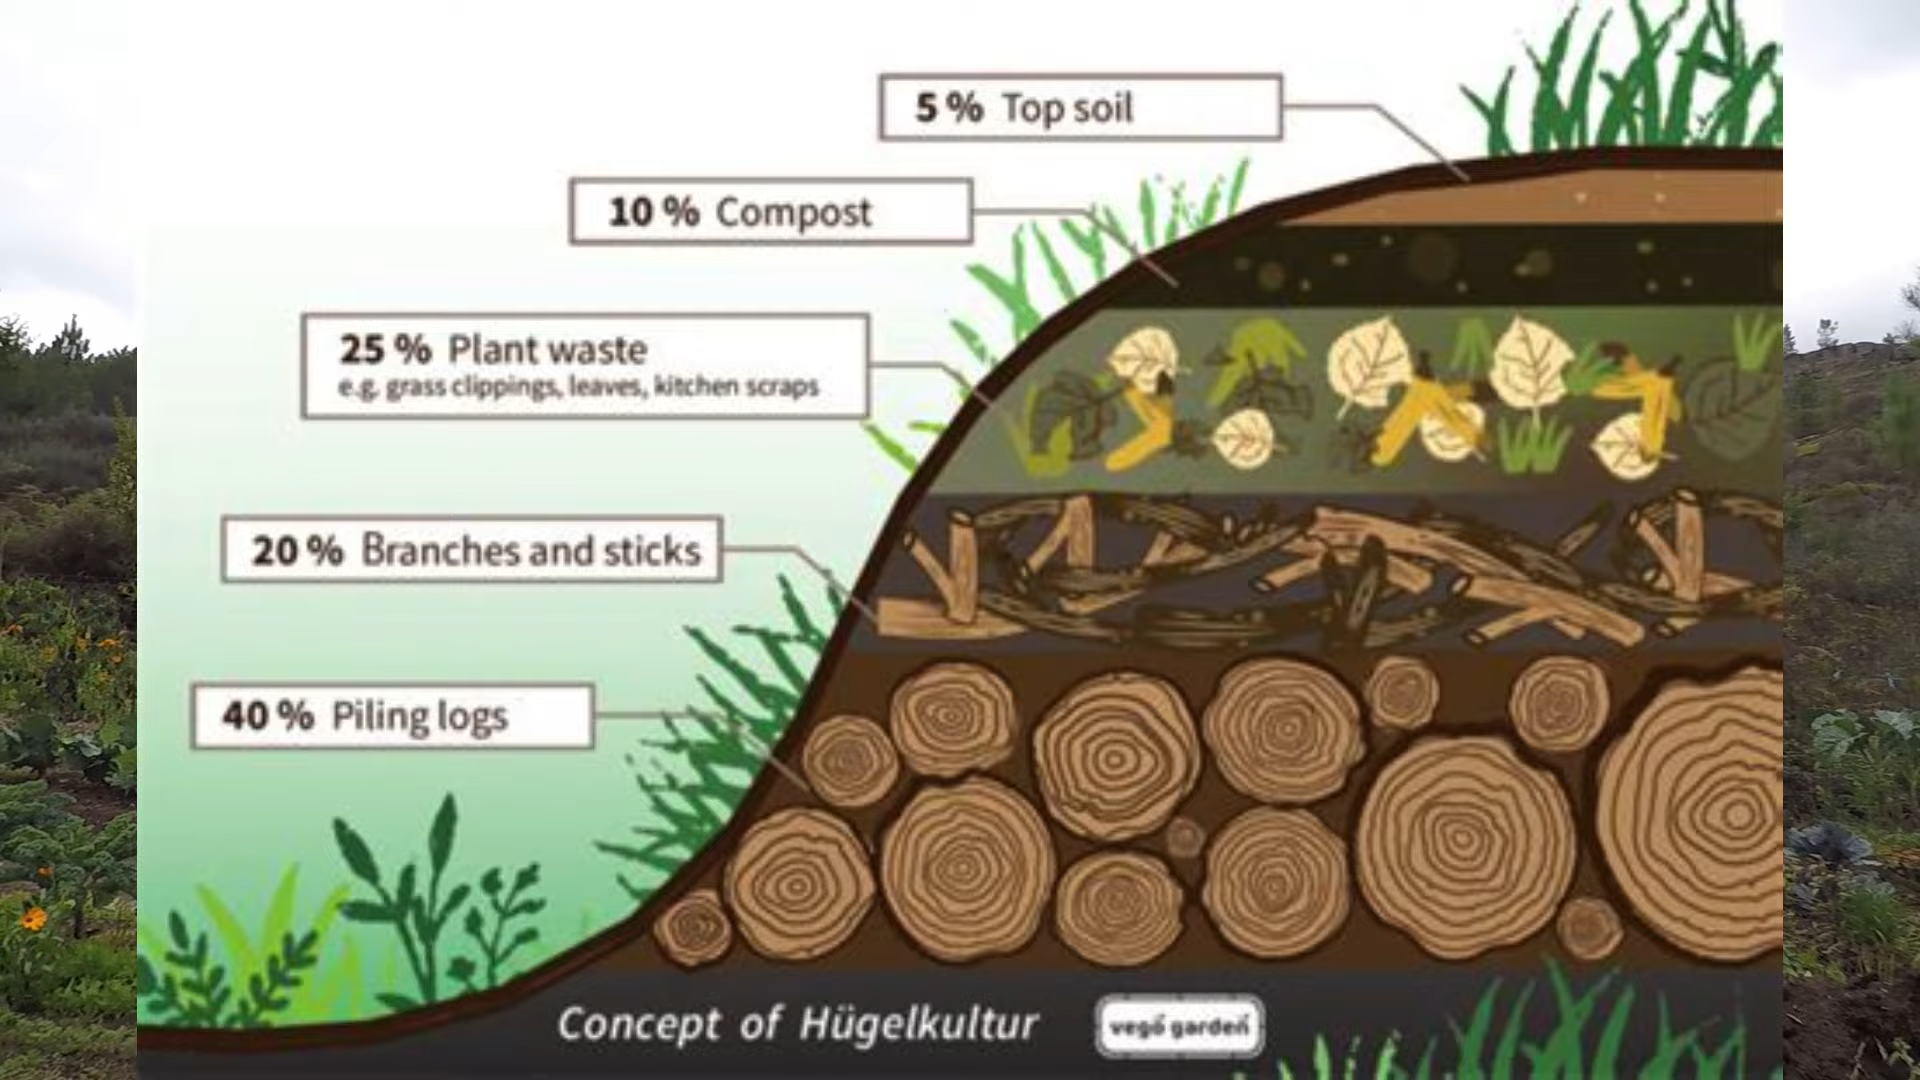 5 % Top soil
10 % Compost
25 % Plant waste
e.g. grass clippings, leaves, kitchen scraps
20 % Branches and sticks
40 % Piling logs
Concept of Hügelkultur
vego garden